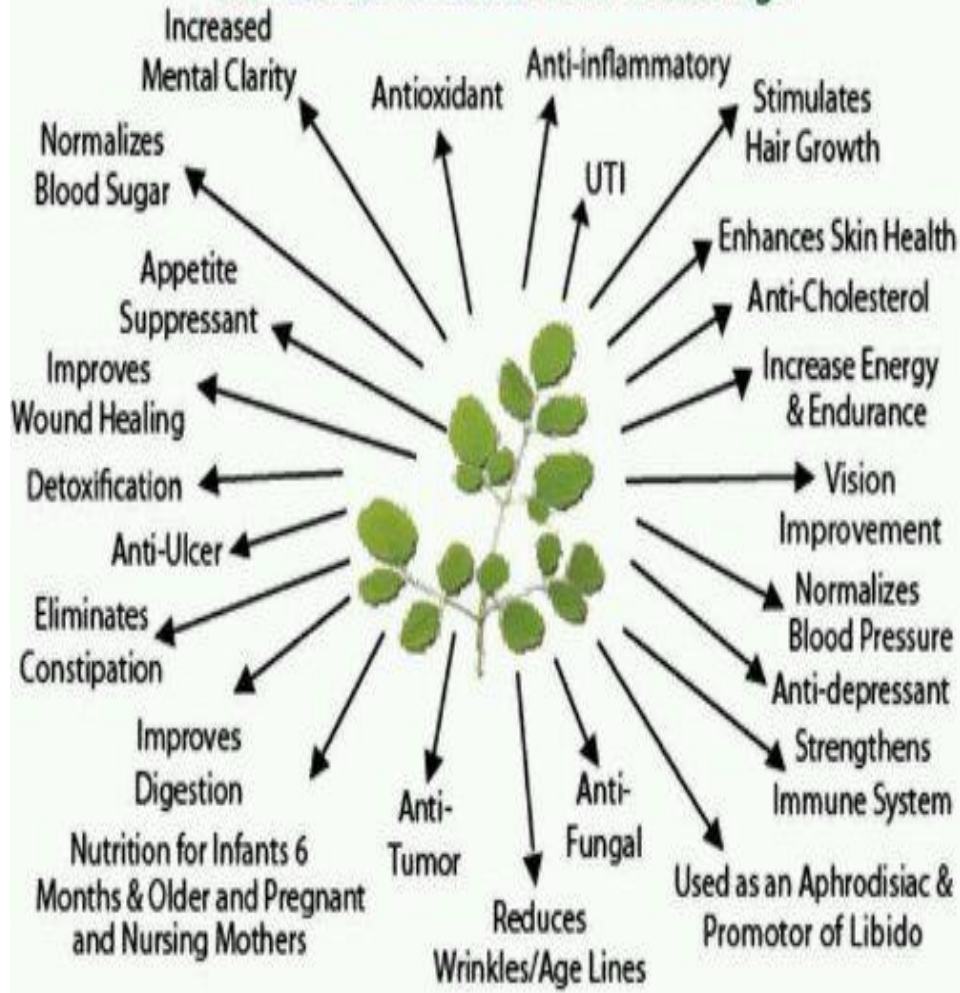 Increased
Mental Clarity
Antioxidant
Anti-inflammatory
Stimulates
Hair Growth
Normalizes
Blood Sugar
UTI
Enhances Skin Health
Appetite
Suppressant
Anti-Cholesterol
Improves
Wound Healing
Increase Energy
& Endurance
Detoxification
Vision
Improvement
Anti-Ulcer
Normalizes
Blood Pressure
Eliminates
Constipation
Anti-depressant
Improves
Digestion
Strengthens
Immune System
Anti-
Tumor
Anti-
Fungal
Nutrition for Infants 6
Months & Older and Pregnant
and Nursing Mothers
Used as an Aphrodisiac &
Promotor of Libido
Reduces
Wrinkles/Age Lines